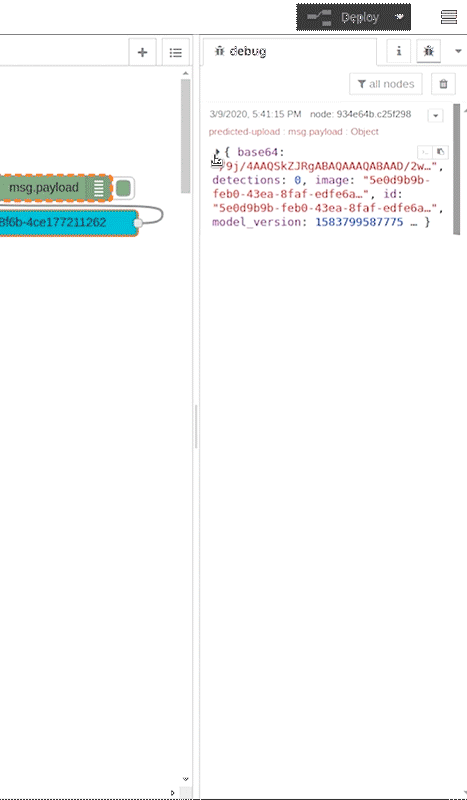 Deploy
debug
i
all nodes
3/9/2020, 5:41:15 PM node: 934e64b.c25f298
predicted-upload : msg.payload : Object
{ base64:
"/9j/4AAQSkZJRgABAQAAAQABAAD/2w…",
detections: 0, image: "5e0d9b9b-
feb0-43ea-8faf-edfe6a…", id:
"5e0d9b9b-feb0-43ea-8faf-edfe6a…",
model_version: 1583799587775 … }
msg.payload
8f6b-4ce177211262